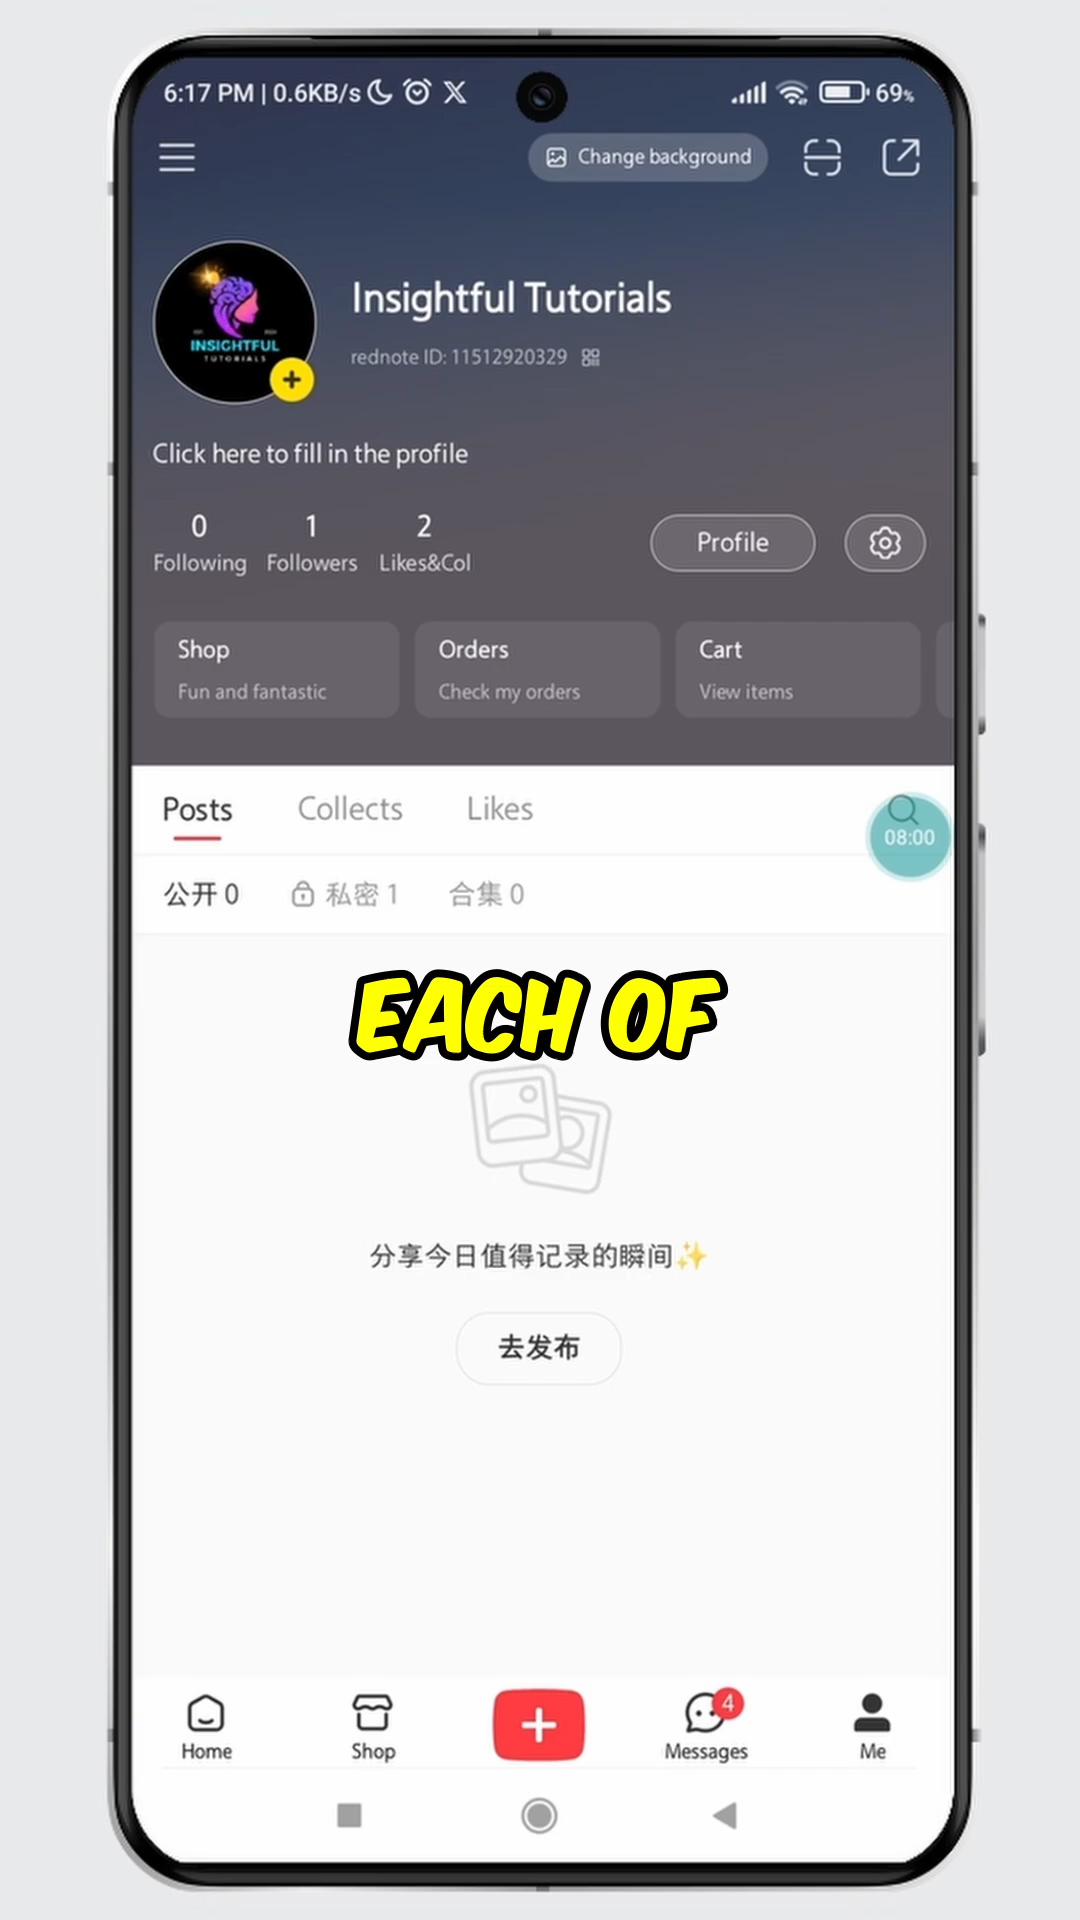 6:17 PM | 0.6KB/s 69%
Change background
INSIGHTFUL
TUTORIALS
Insightful Tutorials
rednote ID: 11512920329
Click here to fill in the profile
0 1 2
Following Followers Likes&Col
Profile
Shop Orders Cart
Fun and fantastic Check my orders View items
Posts Collects Likes
08:00
公开 0 私密 1 合集 0
EACH OF
分享今日值得记录的瞬间✨
去发布
4
Home Shop Messages Me